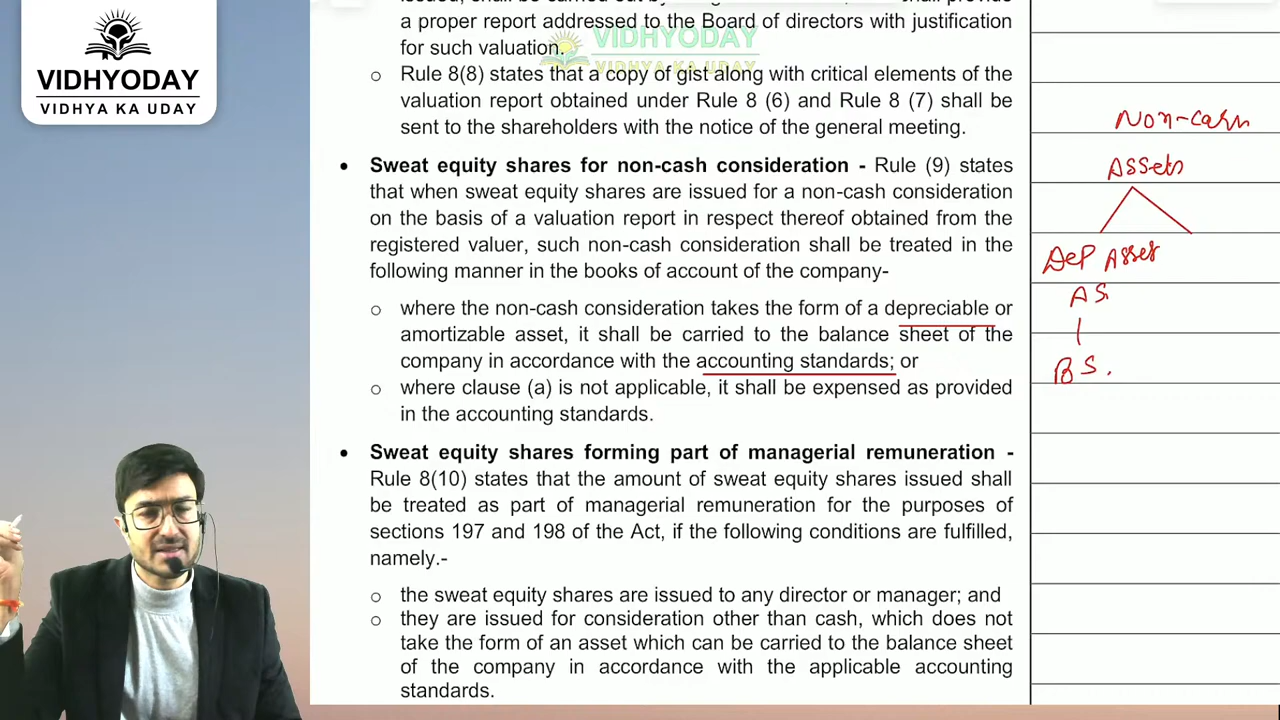 VIDHYODAY
VIDHYA KA UDAY
a proper report addressed to the Board of directors with justification
for such valuation.
VIDHYODAY
VIDHYA KA UDAY
o Rule 8(8) states that a copy of gist along with critical elements of the
valuation report obtained under Rule 8 (6) and Rule 8 (7) shall be
sent to the shareholders with the notice of the general meeting.
• Sweat equity shares for non-cash consideration - Rule (9) states
that when sweat equity shares are issued for a non-cash consideration
on the basis of a valuation report in respect thereof obtained from the
registered valuer, such non-cash consideration shall be treated in the
following manner in the books of account of the company-
o where the non-cash consideration takes the form of a depreciable or
amortizable asset, it shall be carried to the balance sheet of the
company in accordance with the accounting standards; or
o where clause (a) is not applicable, it shall be expensed as provided
in the accounting standards.
• Sweat equity shares forming part of managerial remuneration -
Rule 8(10) states that the amount of sweat equity shares issued shall
be treated as part of managerial remuneration for the purposes of
sections 197 and 198 of the Act, if the following conditions are fulfilled,
namely.-
o the sweat equity shares are issued to any director or manager; and
o they are issued for consideration other than cash, which does not
take the form of an asset which can be carried to the balance sheet
of the company in accordance with the applicable accounting
standards.
Non-cash
Assets
Dep Asset
AS
BS.